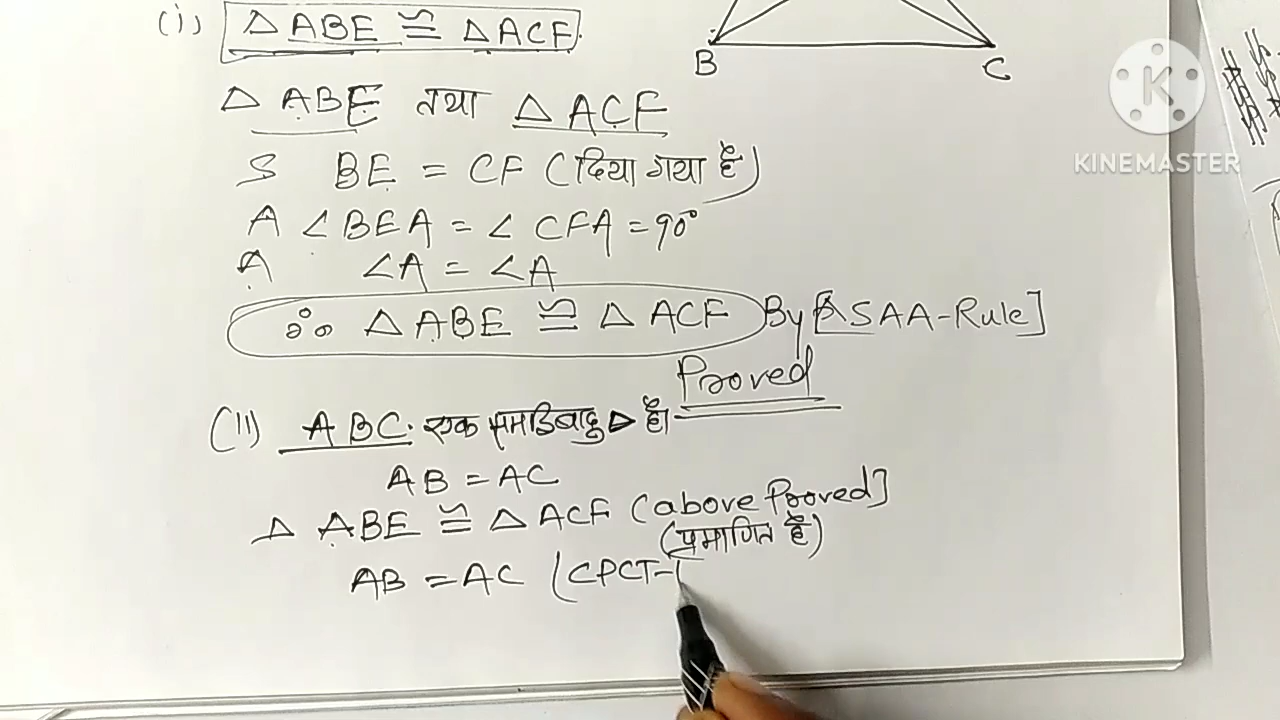 (i) △ABE ≅ △ACF.
B C
△ ABE तथा △ ACF
S BE = CF (दिया गया है)
A ∠BEA = ∠CFA = 90°
A ∠A = ∠A
∴ △ ABE ≅ △ ACF By [SAA-Rule]
Proved
(II) ABC. एक समद्विबाहु △ है।
AB = AC
△ ABE ≅ △ ACF (above Proved]
(प्रमाणित है)
AB = AC (CPCT-
K
KINEMASTER